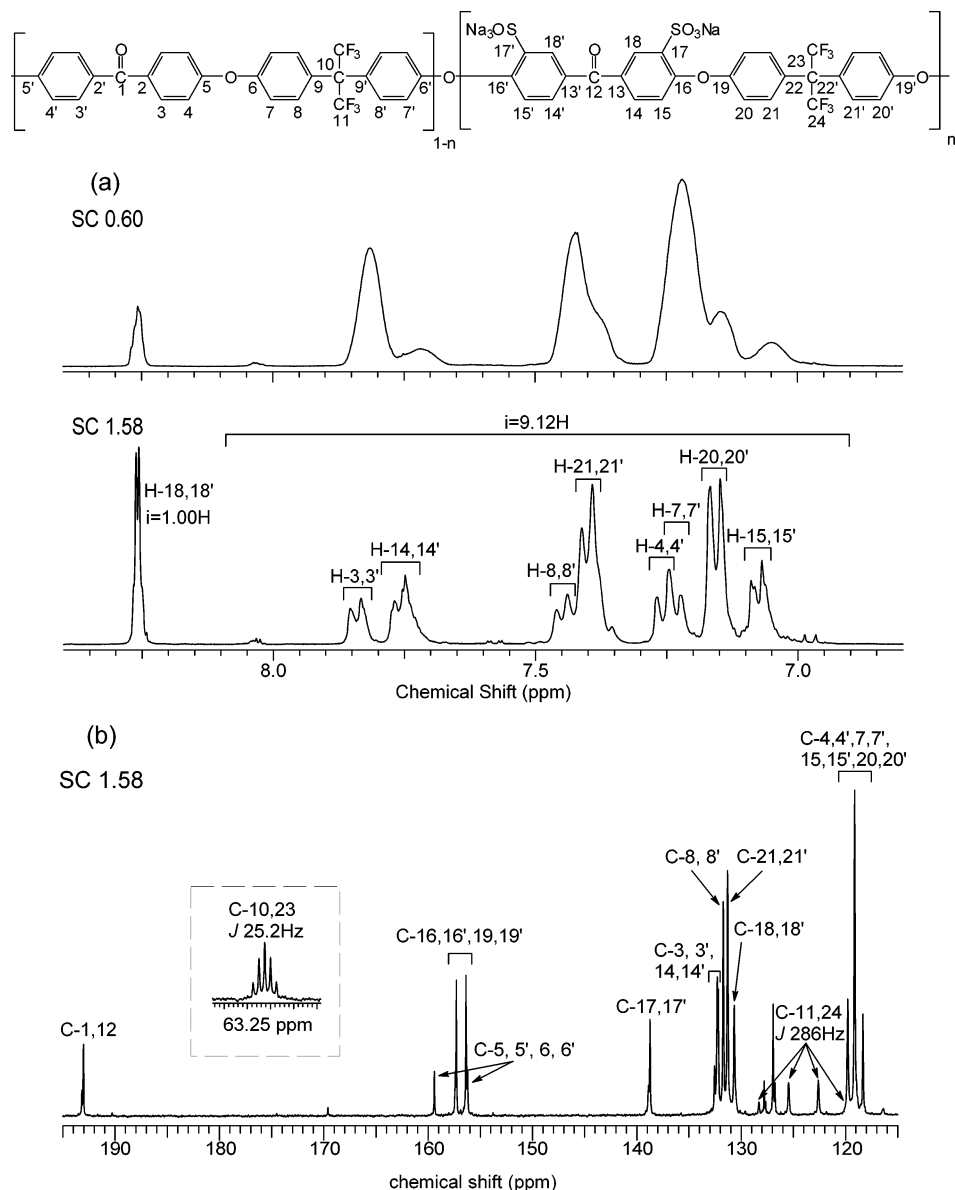 Na₃OS SO₃Na
O CF₃ 18' O 18 CF₃
17' 17
10 23
5' 2' 1 2 5 O 6 9 9' 6' O 16' 13' 12 13 16 O 19 22 22' 19' O
4' 3' 3 4 7 8 CF₃ 8' 7' 15' 14' 14 15 20 21 CF₃ 21' 20'
11 24
1-n n
(a)
SC 0.60
SC 1.58
i=9.12H
H-18,18'
i=1.00H
H-3,3'
H-14,14'
H-8,8'
H-21,21'
H-4,4'
H-7,7'
H-20,20'
H-15,15'
8.0 7.5 7.0
Chemical Shift (ppm)
(b)
SC 1.58
C-1,12
C-10,23
J 25.2Hz
63.25 ppm
C-16,16',19,19'
C-5, 5', 6, 6'
C-17,17'
C-3, 3',
14,14'
C-8, 8'
C-21,21'
C-18,18'
C-11,24
J 286Hz
C-4,4',7,7',
15,15',20,20'
190 180 170 160 150 140 130 120
chemical shift (ppm)